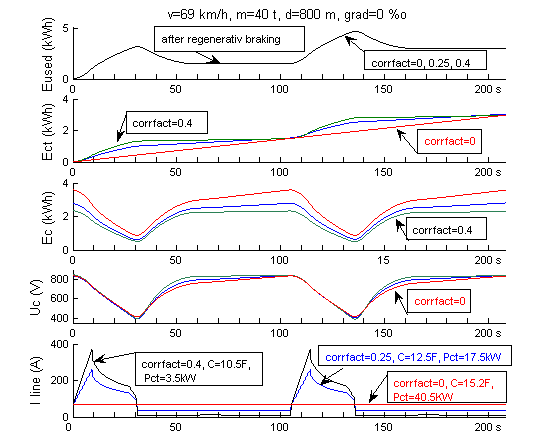 v=69 km/h, m=40 t, d=800 m, grad=0 %o
Eused (kWh)
5
0
after regenerativ braking
corrfact=0, 0.25, 0.4
0 50 100 150 200 s
Ect (kWh)
4
2
0
corrfact=0.4
corrfact=0
0 50 100 150 200 s
Ec (kWh)
4
2
0
corrfact=0.4
0 50 100 150 200 s
Uc (V)
800
600
400
corrfact=0
0 50 100 150 200 s
I line (A)
400
200
0
corrfact=0.4, C=10.5F,
Pct=3.5kW
corrfact=0.25, C=12.5F, Pct=17.5kW
corrfact=0, C=15.2F,
Pct=40.5KW
0 50 100 150 200 s